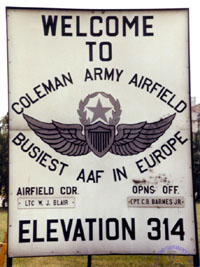 WELCOME
TO
COLEMAN ARMY AIRFIELD
BUSIEST AAF IN EUROPE
AIRFIELD CDR. OPNS OFF.
LTC W. J. BLAIR CPT. C.B. BARNES JR.
ELEVATION 314